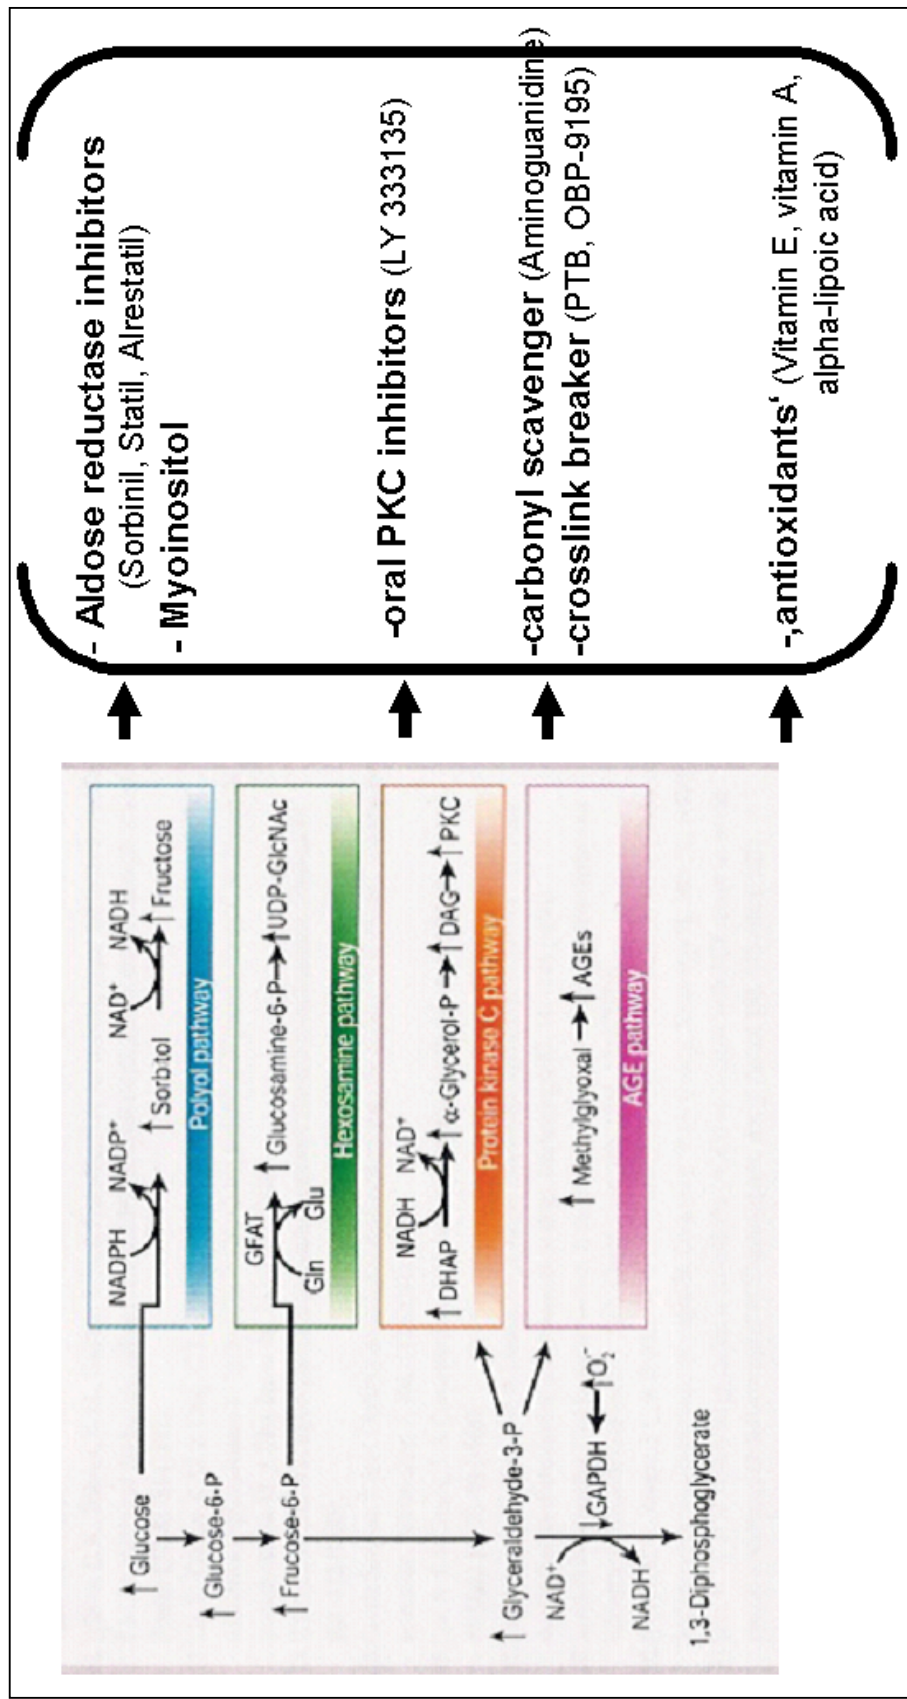 ↑ Glucose
↑ Glucose-6-P
↑ Frucose-6-P
↑ Glyceraldehyde-3-P
NAD⁺
NADH
↓GAPDH
↑O₂⁻
1,3-Diphosphoglycerate
NADPH NADP⁺ NAD⁺ NADH
↑ Sorbitol ↑ Fructose
Polyol pathway
GFAT
↑ Glucosamine-6-P → ↑ UDP-GlcNAc
Gln Glu
Hexosamine pathway
NADH NAD⁺
↑ DHAP → ↑ α-Glycerol-P → ↑ DAG → ↑ PKC
Protein kinase C pathway
↑ Methylglyoxal → ↑ AGEs
AGE pathway
- Aldose reductase inhibitors
(Sorbinil, Statil, Alrestatil)
- Myoinositol
-oral PKC inhibitors (LY 333135)
-carbonyl scavenger (Aminoguanidine)
-crosslink breaker (PTB, OBP-9195)
-‚antioxidants‘ (Vitamin E, vitamin A,
alpha-lipoic acid)